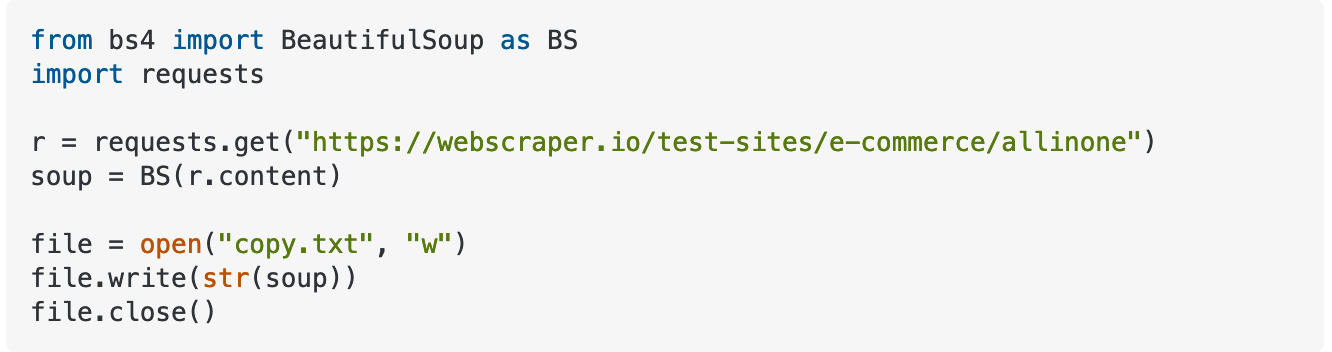 from bs4 import BeautifulSoup as BS
import requests
r = requests.get("https://webscraper.io/test-sites/e-commerce/allinone")
soup = BS(r.content)
file = open("copy.txt", "w")
file.write(str(soup))
file.close()